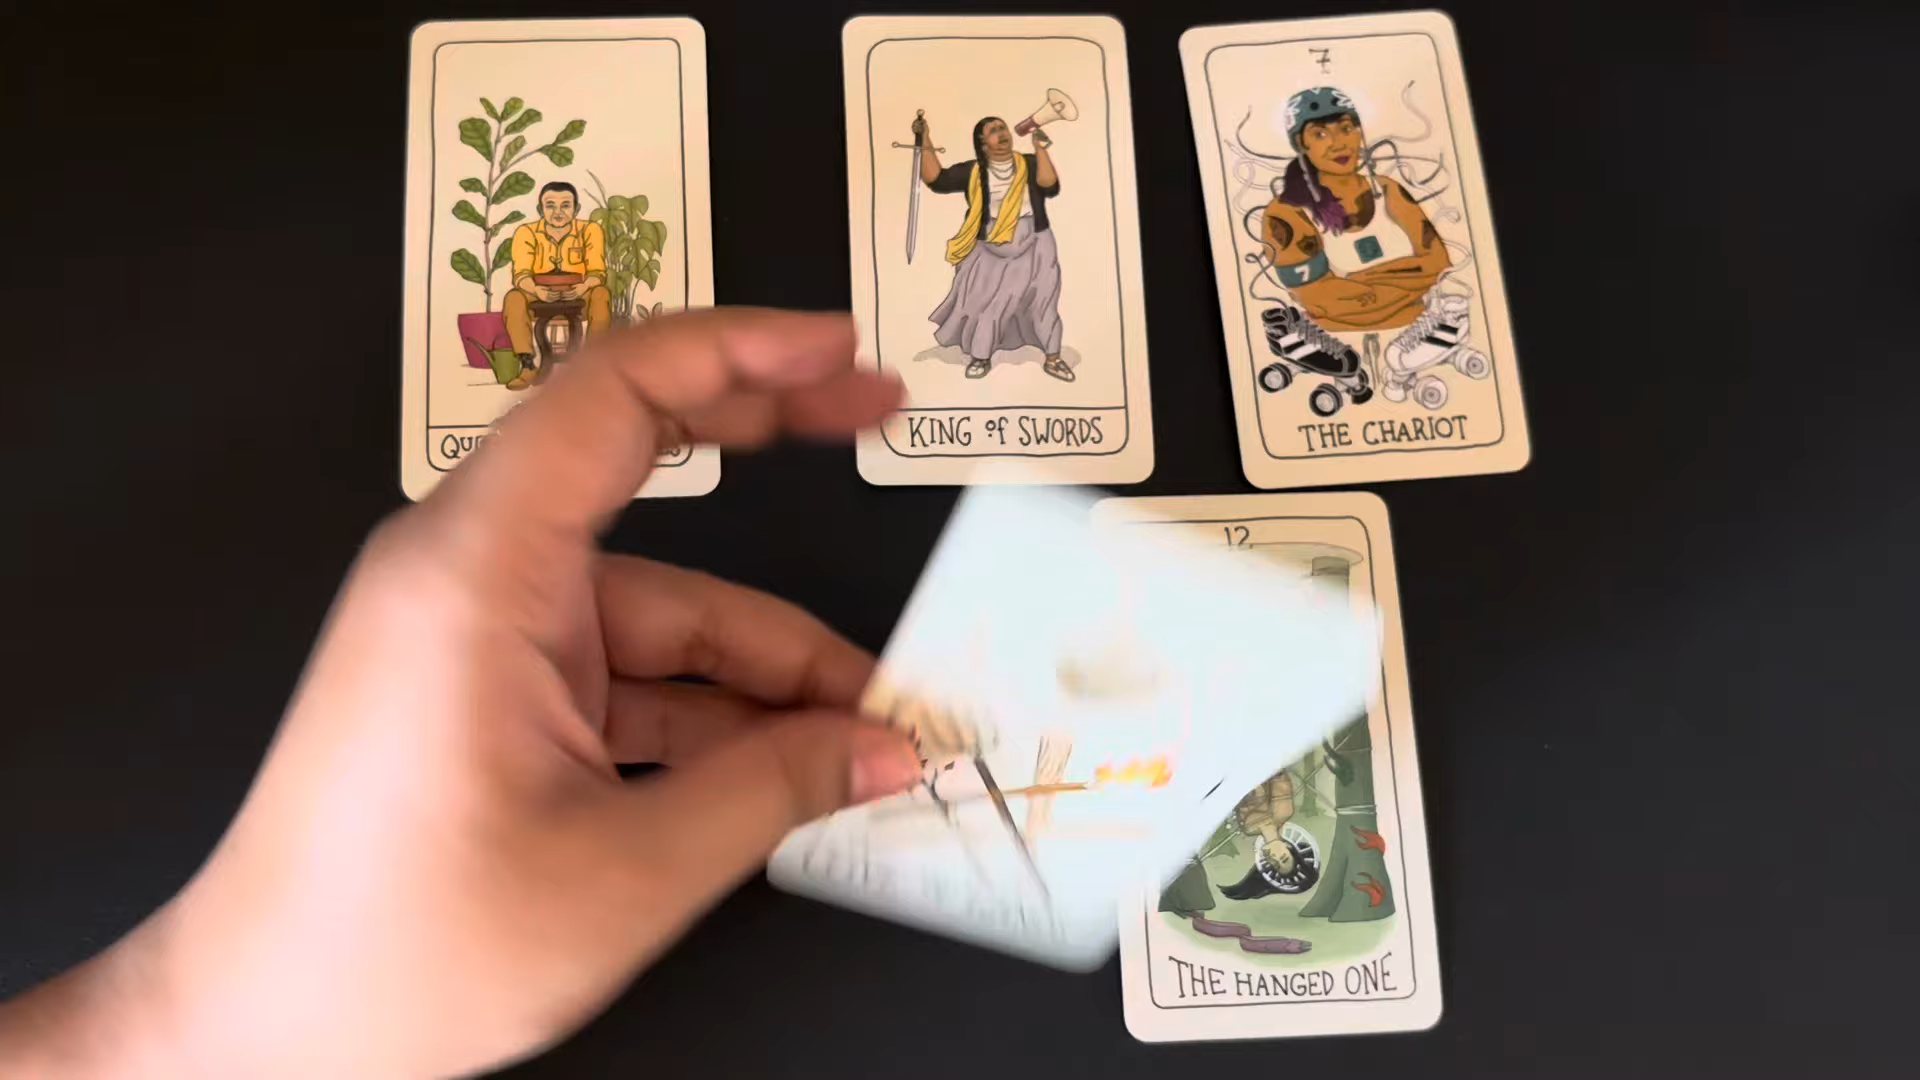 KING of SWORDS
7
THE CHARIOT
12
THE HANGED ONE